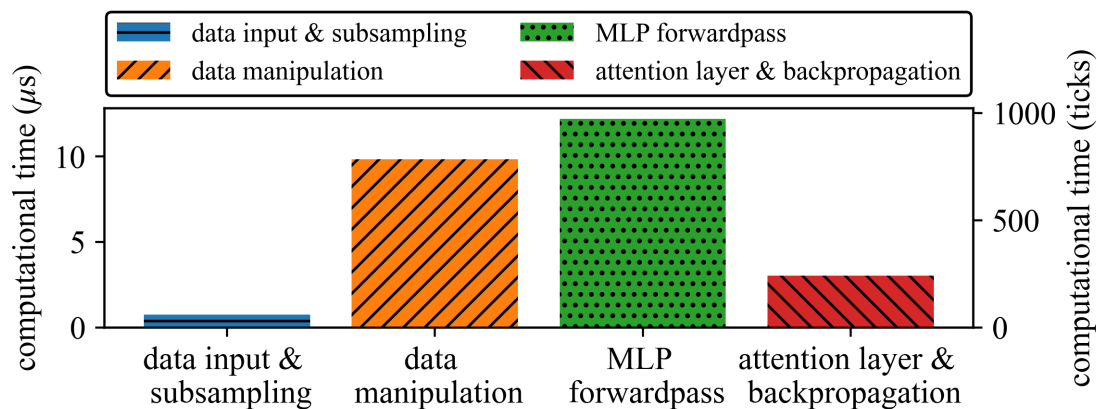 data input & subsampling
MLP forwardpass
data manipulation
attention layer & backpropagation
computational time (μs)
10
5
0
computational time (ticks)
1000
500
0
data input &
subsampling
data
manipulation
MLP
forwardpass
attention layer &
backpropagation